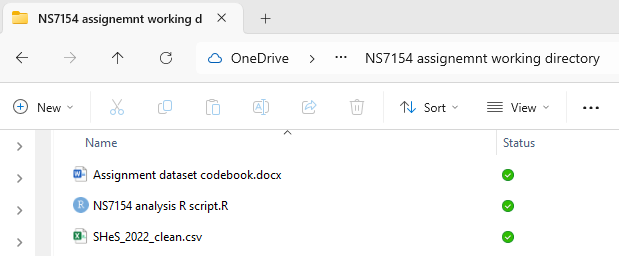 NS7154 assignemnt working d
OneDrive
NS7154 assignemnt working directory
New
Sort
View
Name Status
Assignment dataset codebook.docx
NS7154 analysis R script.R
SHeS_2022_clean.csv